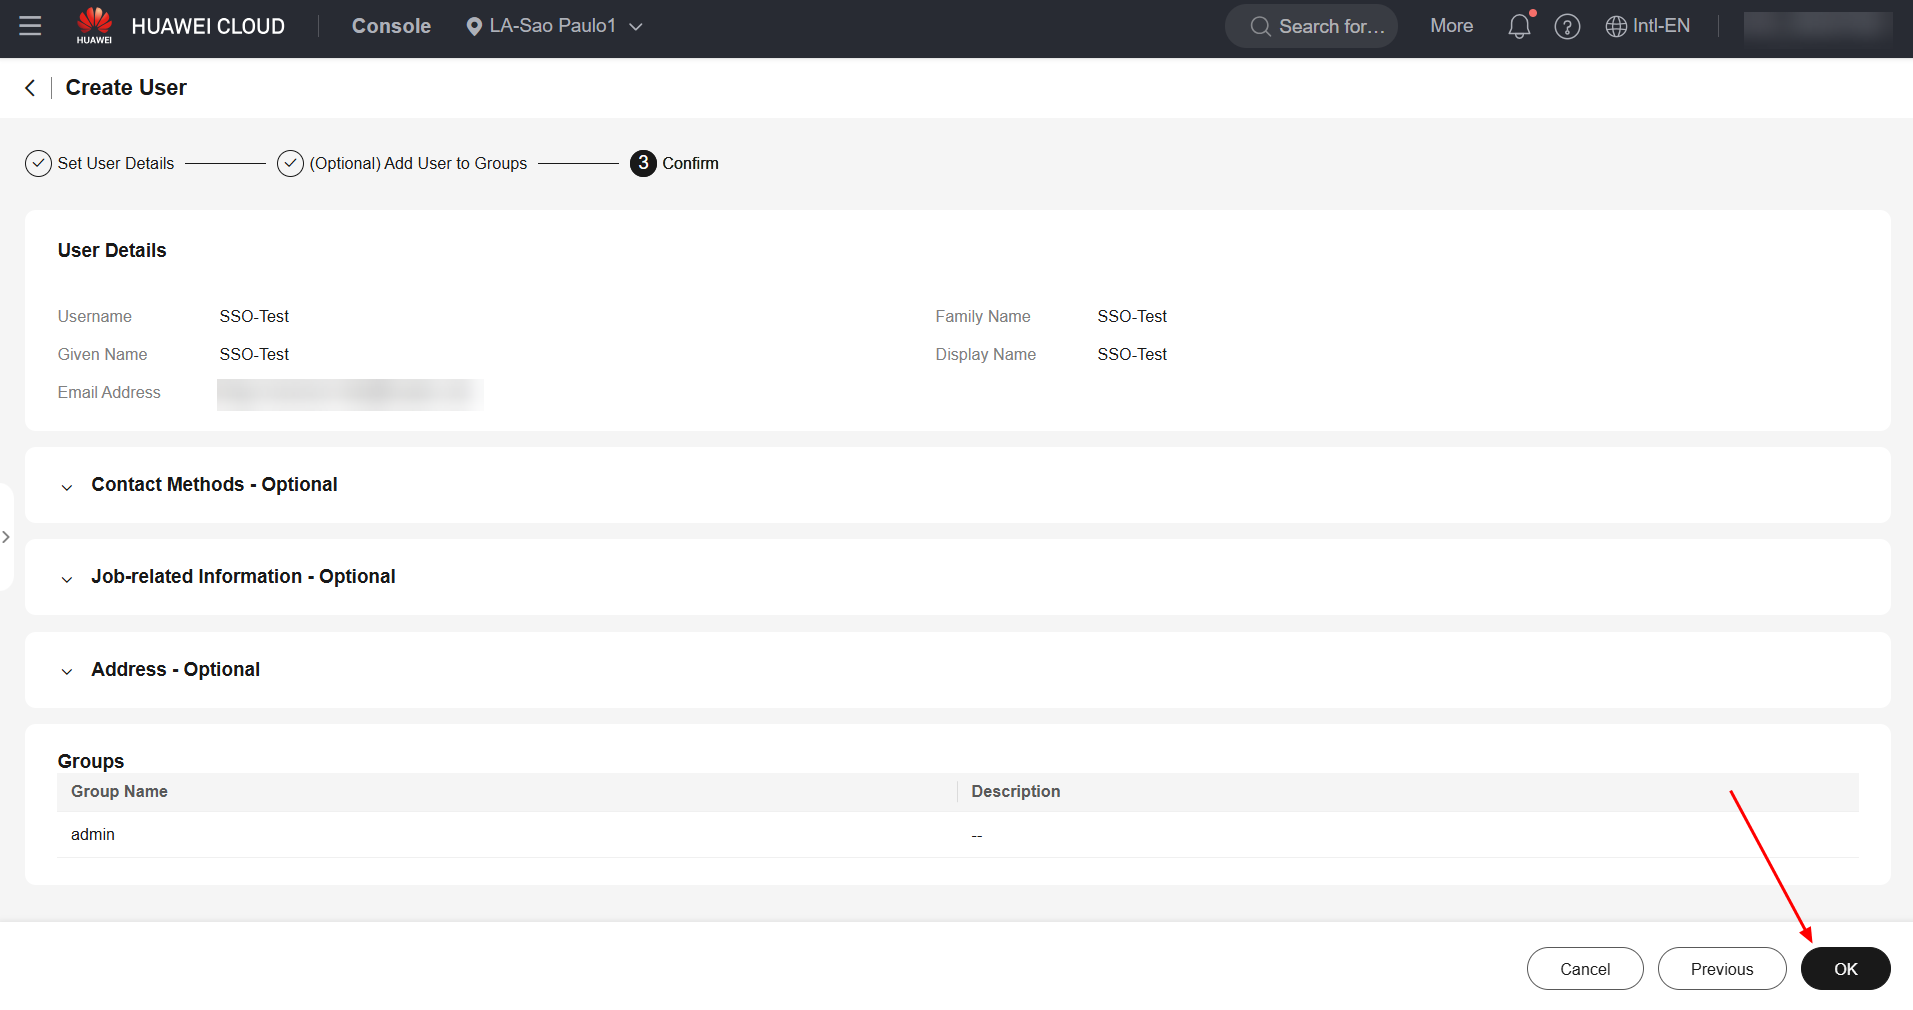 HUAWEI
HUAWEI CLOUD
Console
LA-Sao Paulo1
Search for...
More
Intl-EN
Create User
Set User Details
(Optional) Add User to Groups
3 Confirm
User Details
Username SSO-Test
Family Name SSO-Test
Given Name SSO-Test
Display Name SSO-Test
Email Address
Contact Methods - Optional
Job-related Information - Optional
Address - Optional
Groups
Group Name Description
admin --
Cancel
Previous
OK